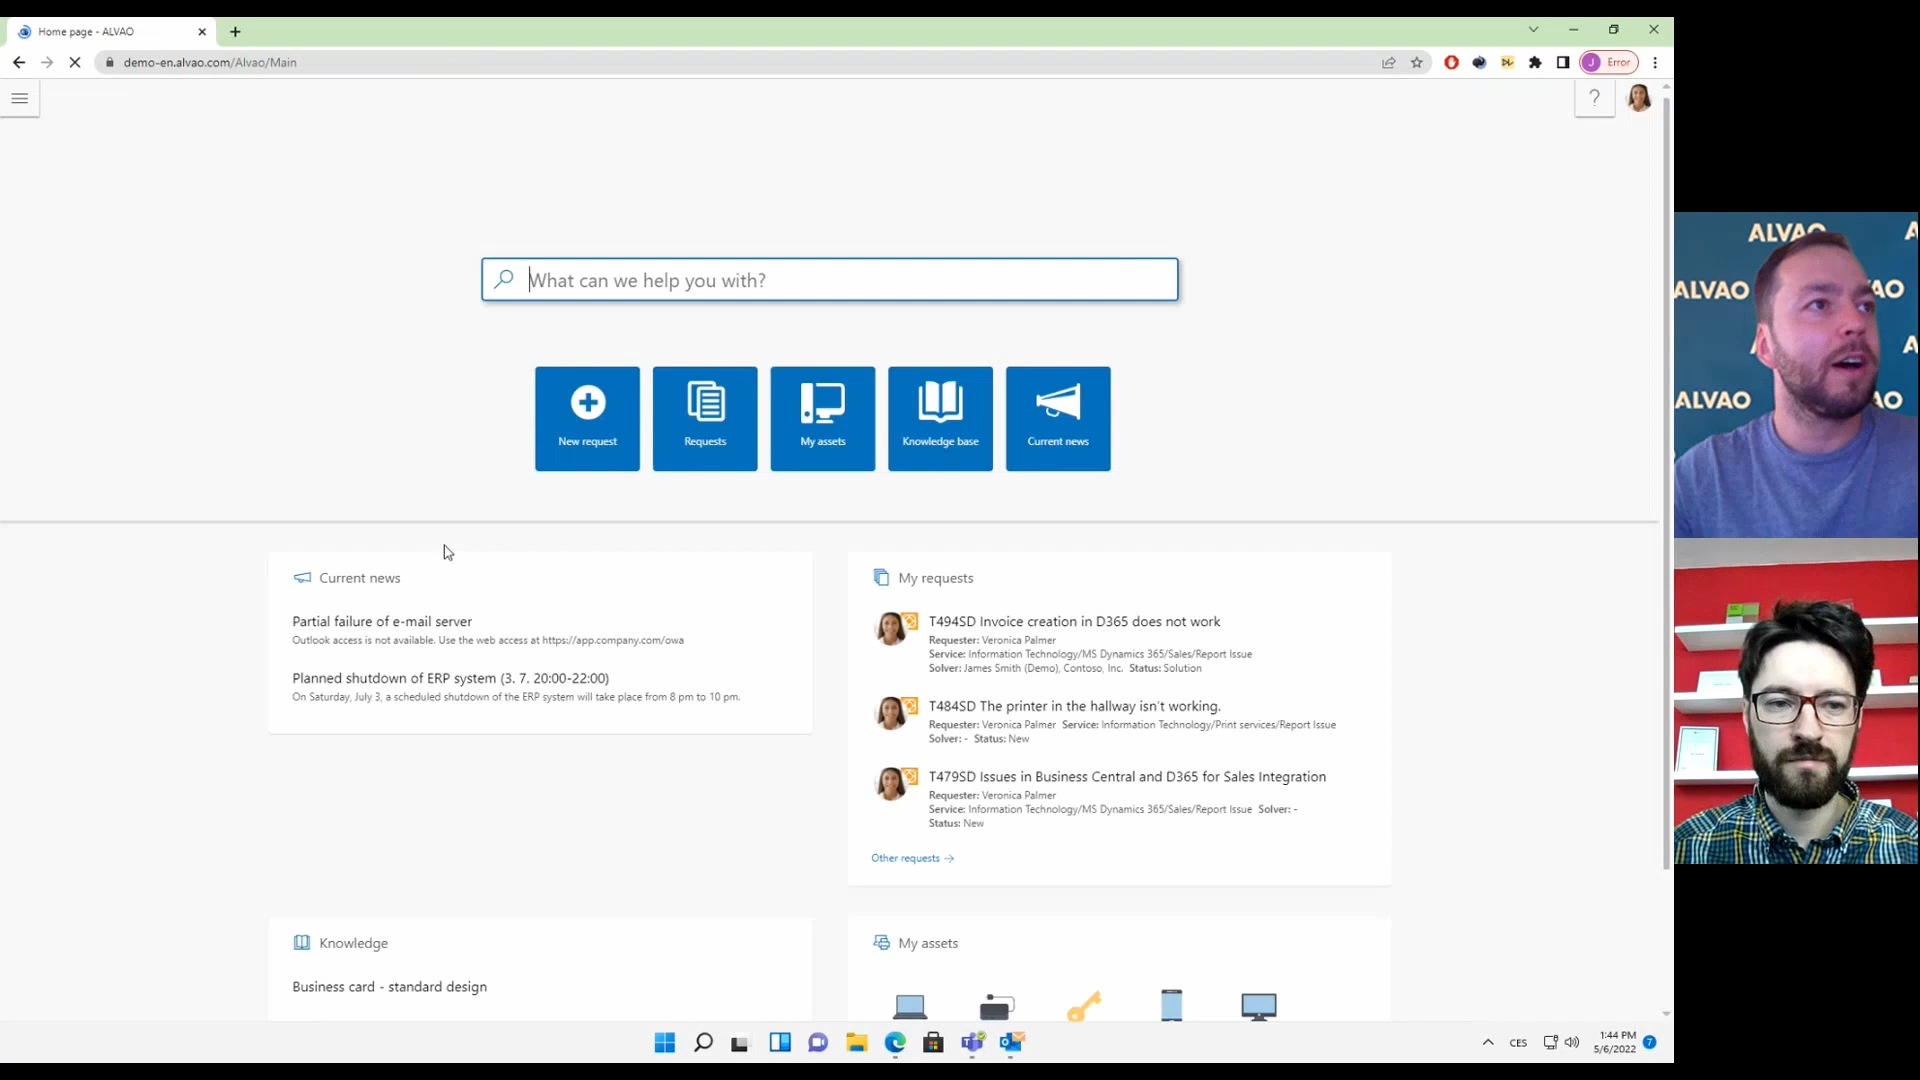 Home page - ALVAO
demo-en.alvao.com/Alvao/Main
J Error
?
What can we help you with?
New request
Requests
My assets
Knowledge base
Current news
Current news
Partial failure of e-mail server
Outlook access is not available. Use the web access at https://app.company.com/owa
Planned shutdown of ERP system (3. 7. 20:00-22:00)
On Saturday, July 3, a scheduled shutdown of the ERP system will take place from 8 pm to 10 pm.
My requests
T494SD Invoice creation in D365 does not work
Requester: Veronica Palmer
Service: Information Technology/MS Dynamics 365/Sales/Report Issue
Solver: James Smith (Demo), Contoso, Inc. Status: Solution
T484SD The printer in the hallway isn't working.
Requester: Veronica Palmer Service: Information Technology/Print services/Report Issue
Solver: - Status: New
T479SD Issues in Business Central and D365 for Sales Integration
Requester: Veronica Palmer
Service: Information Technology/MS Dynamics 365/Sales/Report Issue Solver: -
Status: New
Other requests →
Knowledge
Business card - standard design
My assets
CES
1:44 PM
5/6/2022
7
ALVAO
ALVAO
ALVAO